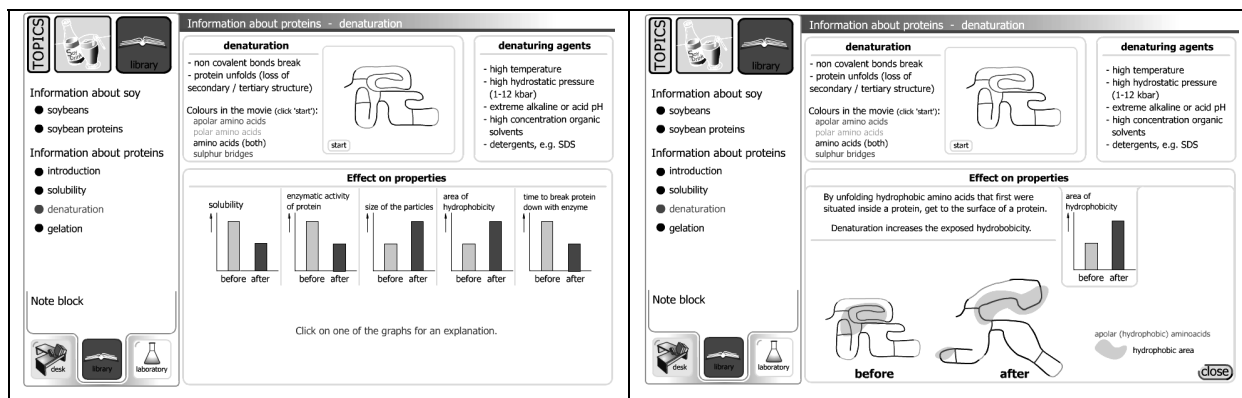 Information about proteins - denaturation
TOPICS
SOY DRINK
library
denaturation
- non covalent bonds break
- protein unfolds (loss of
secondary / tertiary structure)
Colours in the movie (click 'start'):
apolar amino acids
polar amino acids
amino acids (both)
sulphur bridges
start
denaturing agents
- high temperature
- high hydrostatic pressure
(1-12 kbar)
- extreme alkaline or acid pH
- high concentration organic
solvents
- detergents, e.g. SDS
Information about soy
soybeans
soybean proteins
Information about proteins
introduction
solubility
denaturation
gelation
Effect on properties
solubility
before after
enzymatic activity
of protein
before after
size of the particles
before after
area of
hydrophobicity
before after
time to break protein
down with enzyme
before after
Click on one of the graphs for an explanation.
Note block
desk
library
laboratory
Information about proteins - denaturation
TOPICS
SOY DRINK
library
denaturation
- non covalent bonds break
- protein unfolds (loss of
secondary / tertiary structure)
Colours in the movie (click 'start'):
apolar amino acids
polar amino acids
amino acids (both)
sulphur bridges
start
denaturing agents
- high temperature
- high hydrostatic pressure
(1-12 kbar)
- extreme alkaline or acid pH
- high concentration organic
solvents
- detergents, e.g. SDS
Information about soy
soybeans
soybean proteins
Information about proteins
introduction
solubility
denaturation
gelation
Effect on properties
By unfolding hydrophobic amino acids that first were
situated inside a protein, get to the surface of a protein.
Denaturation increases the exposed hydrobobicity.
area of
hydrophobicity
before after
before
after
apolar (hydrophobic) aminoacids
hydrophobic area
close
Note block
desk
library
laboratory